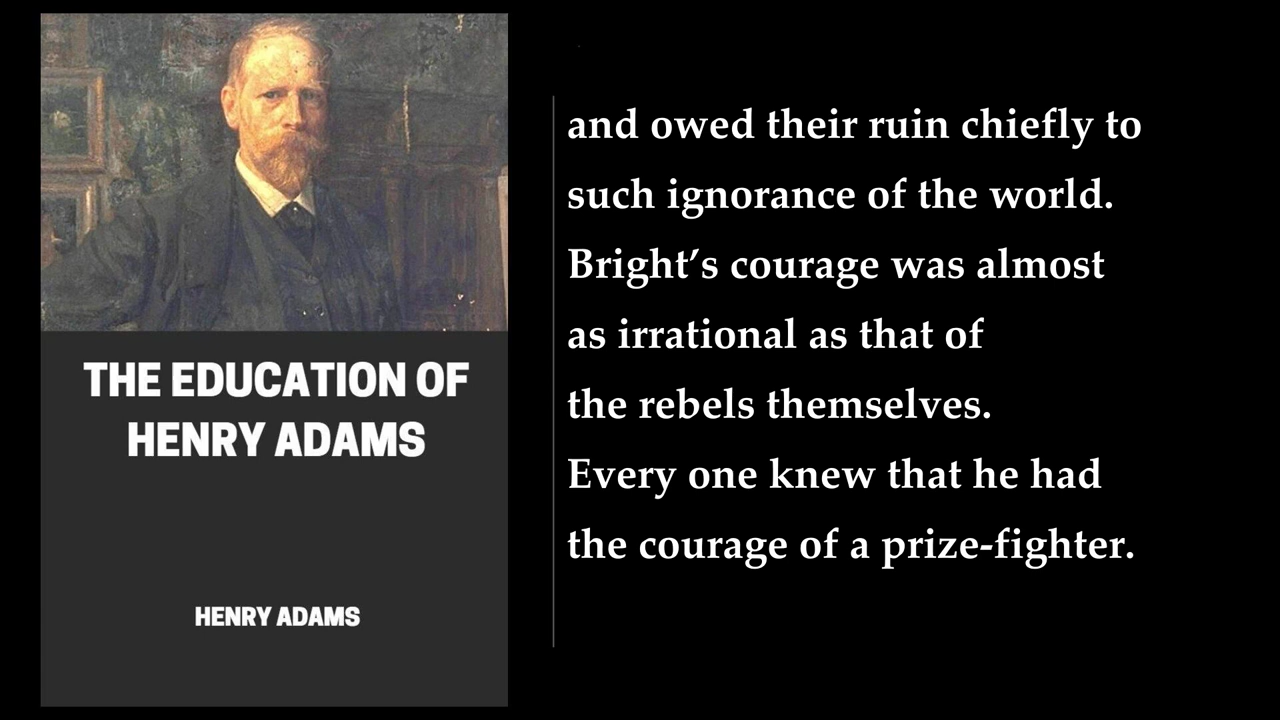 THE EDUCATION OF
HENRY ADAMS
HENRY ADAMS
and owed their ruin chiefly to
such ignorance of the world.
Bright’s courage was almost
as irrational as that of
the rebels themselves.
Every one knew that he had
the courage of a prize-fighter.